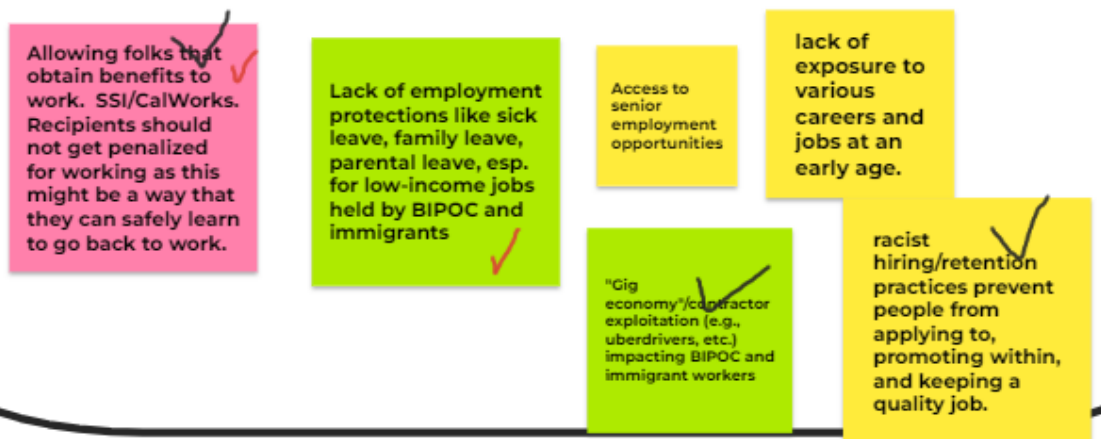 Allowing folks that
obtain benefits to
work. SSI/CalWorks.
Recipients should
not get penalized
for working as this
might be a way that
they can safely learn
to go back to work.
Lack of employment
protections like sick
leave, family leave,
parental leave, esp.
for low-income jobs
held by BIPOC and
immigrants
Access to
senior
employment
opportunities
lack of
exposure to
various
careers and
jobs at an
early age.
"Gig
economy"/contractor
exploitation (e.g.,
uberdrivers, etc.)
impacting BIPOC and
immigrant workers
racist
hiring/retention
practices prevent
people from
applying to,
promoting within,
and keeping a
quality job.